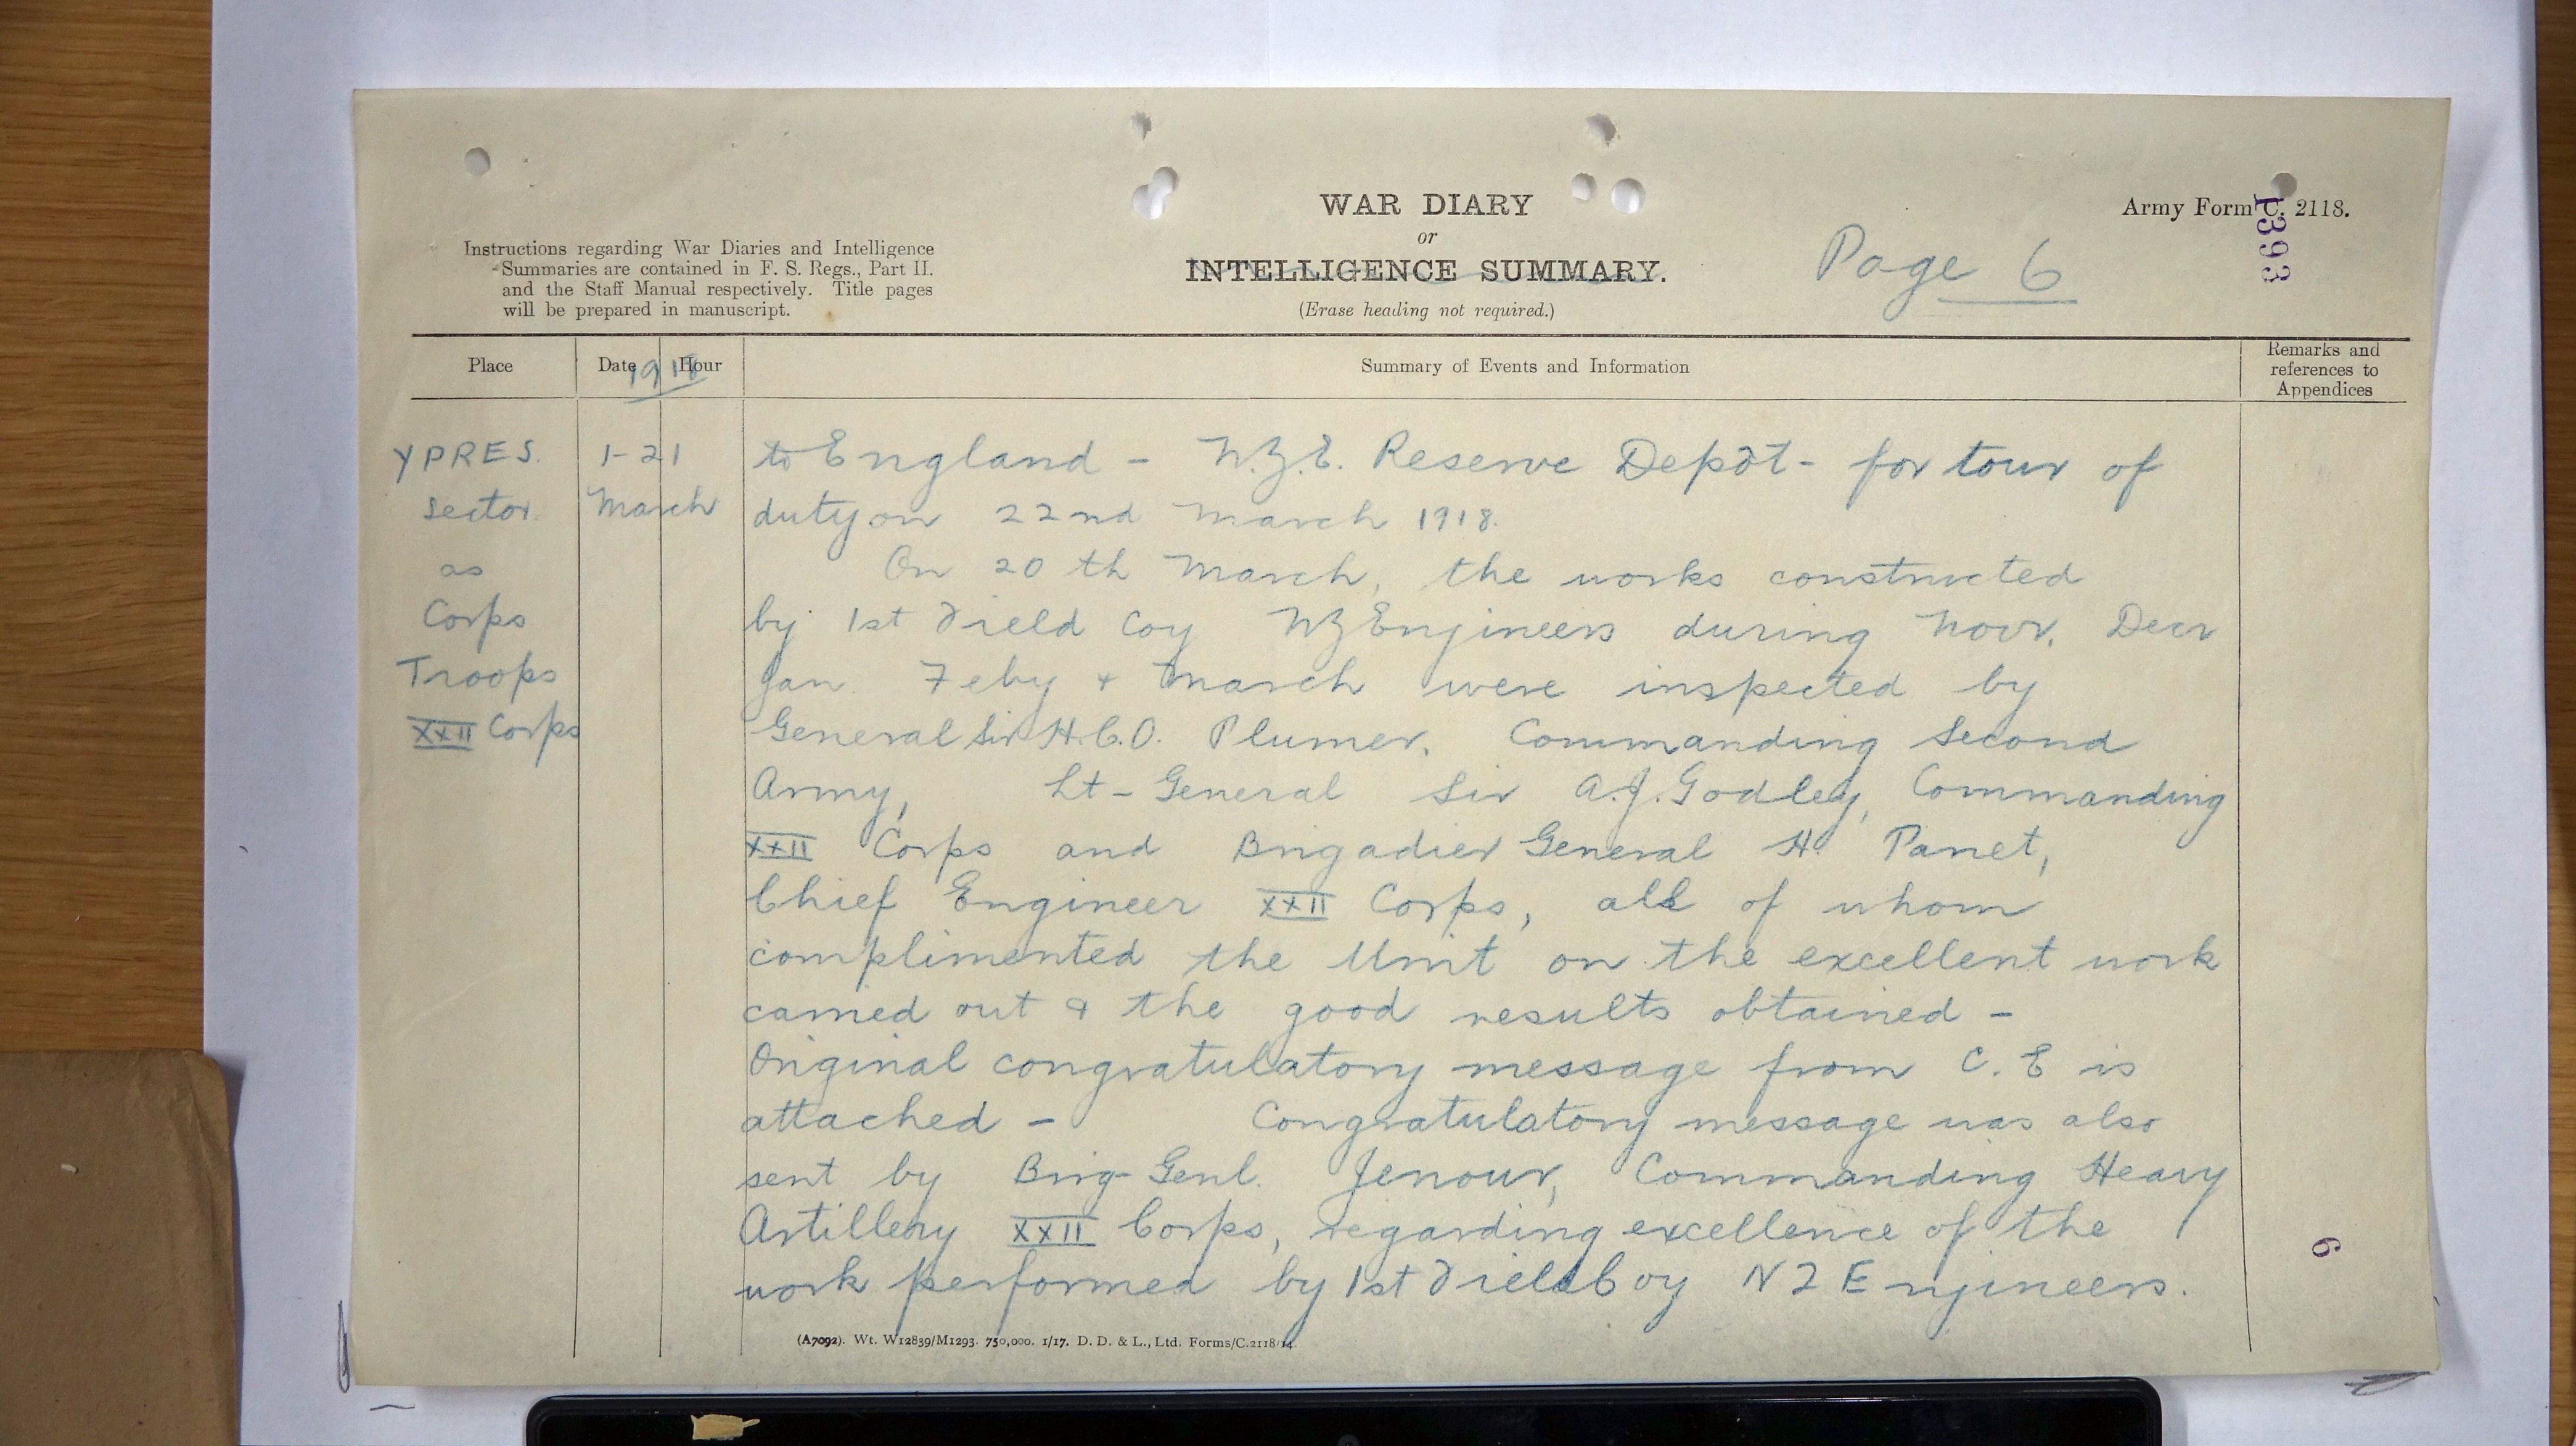 WAR DIARY
or
INTELLIGENCE SUMMARY.
(Erase heading not required.)
Army Form C. 2118.
1393
Page 6
Instructions regarding War Diaries and Intelligence
Summaries are contained in F. S. Regs., Part II.
and the Staff Manual respectively. Title pages
will be prepared in manuscript.
Place
Date
Hour
1918
Summary of Events and Information
Remarks and
references to
Appendices
YPRES.
Sector
as
Corps
Troops
XXII Corps
1-21
March
to England - N.Z.E. Reserve Depôt - for tour of
duty on 22nd March 1918.
On 20th March, the works constructed
by 1st Field Coy NZ Engineers during Novr. Decr
Jan Feby + March were inspected by
General Sir H.C.O. Plumer. Commanding Second
Army, Lt-General Sir A.J. Godley, Commanding
XXII Corps and Brigadier General H. Panet,
Chief Engineer XXII Corps, all of whom
complimented the Unit on the excellent work
carried out & the good results obtained -
Original congratulatory message from C.E is
attached - Congratulatory message was also
sent by Brig-Genl. Jenour, Commanding Heavy
Artillery XXII Corps, regarding excellence of the
work performed by 1st Field Coy NZ Engineers.
6
(A7092). Wt. W12839/M1293. 750,000. 1/17. D. D. & L., Ltd. Forms/C.2118/14.